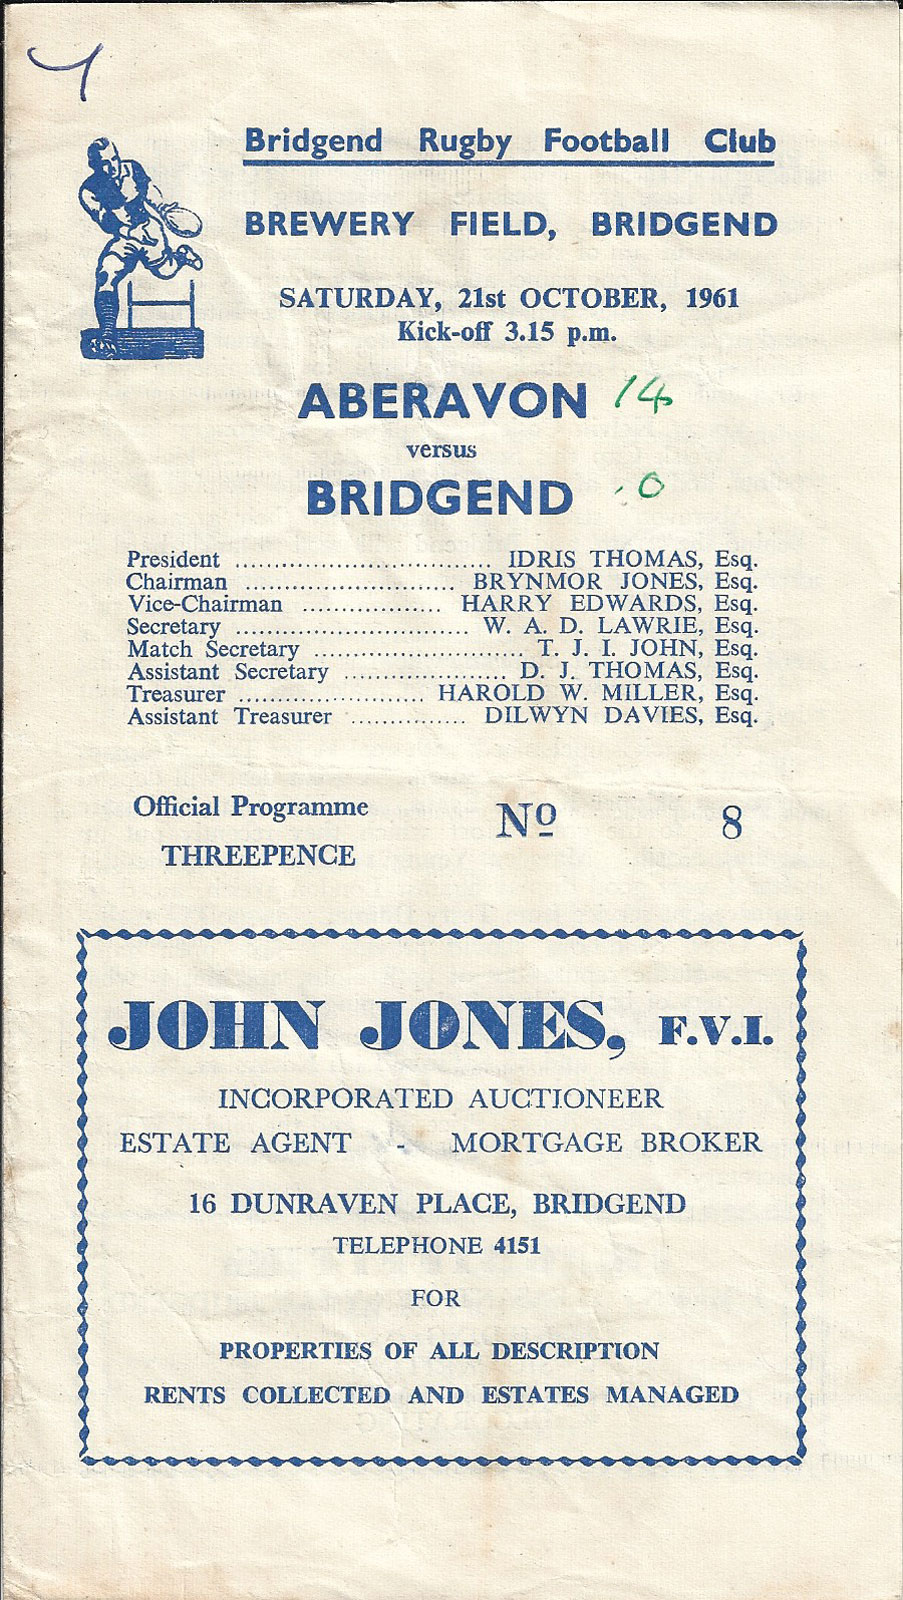 Bridgend Rugby Football Club
BREWERY FIELD, BRIDGEND
SATURDAY, 21st OCTOBER, 1961
Kick-off 3.15 p.m.
ABERAVON 14
versus
BRIDGEND 0
President ................................. IDRIS THOMAS, Esq.
Chairman ........................... BRYNMOR JONES, Esq.
Vice-Chairman .................. HARRY EDWARDS, Esq.
Secretary .............................. W. A. D. LAWRIE, Esq.
Match Secretary ........................... T. J. I. JOHN, Esq.
Assistant Secretary ..................... D. J. THOMAS, Esq.
Treasurer ........................ HAROLD W. MILLER, Esq.
Assistant Treasurer ............... DILWYN DAVIES, Esq.
Official Programme
THREEPENCE
Nº 8
JOHN JONES, F.V.I.
INCORPORATED AUCTIONEER
ESTATE AGENT - MORTGAGE BROKER
16 DUNRAVEN PLACE, BRIDGEND
TELEPHONE 4151
FOR
PROPERTIES OF ALL DESCRIPTION
RENTS COLLECTED AND ESTATES MANAGED